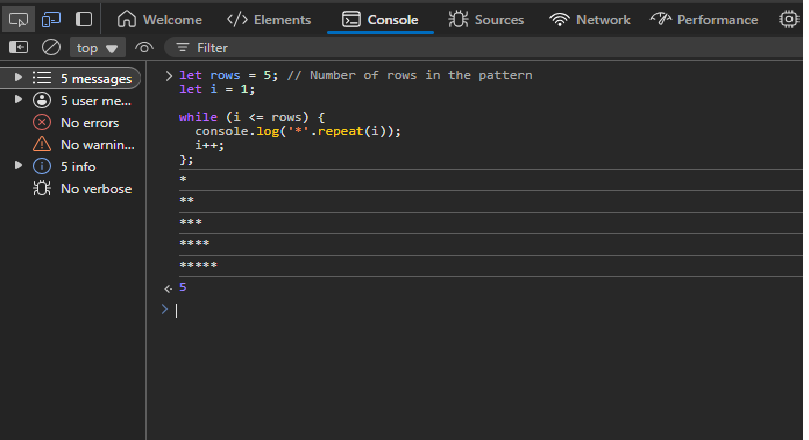 Welcome Elements Console Sources Network Performance
top Filter
5 messages
5 user me...
No errors
No warnin...
5 info
No verbose
let rows = 5; // Number of rows in the pattern
let i = 1;
while (i <= rows) {
console.log('*'.repeat(i));
i++;
};
*
**
***
****
*****
5